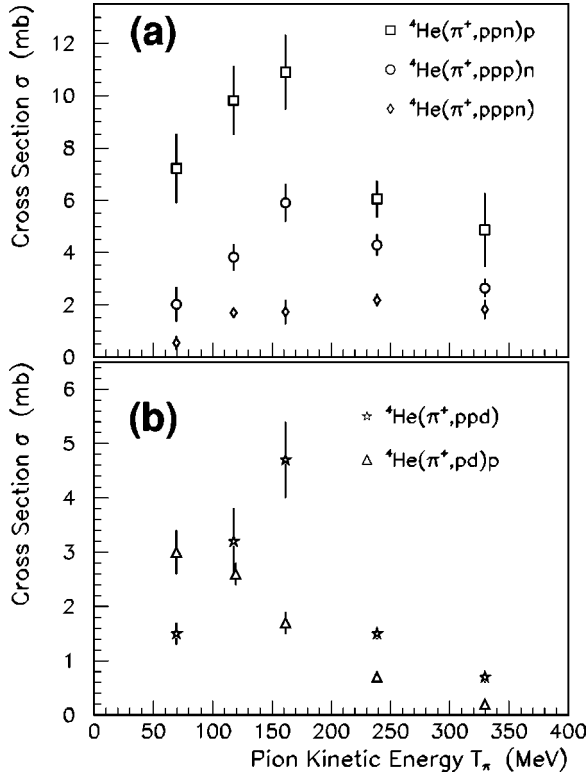 (a)
⁴He(π⁺,ppn)p
⁴He(π⁺,ppp)n
⁴He(π⁺,pppn)
Cross Section σ (mb)
12
10
8
6
4
2
0
(b)
⁴He(π⁺,ppd)
⁴He(π⁺,pd)p
Cross Section σ (mb)
6
5
4
3
2
1
0
0 50 100 150 200 250 300 350 400
Pion Kinetic Energy T_π (MeV)